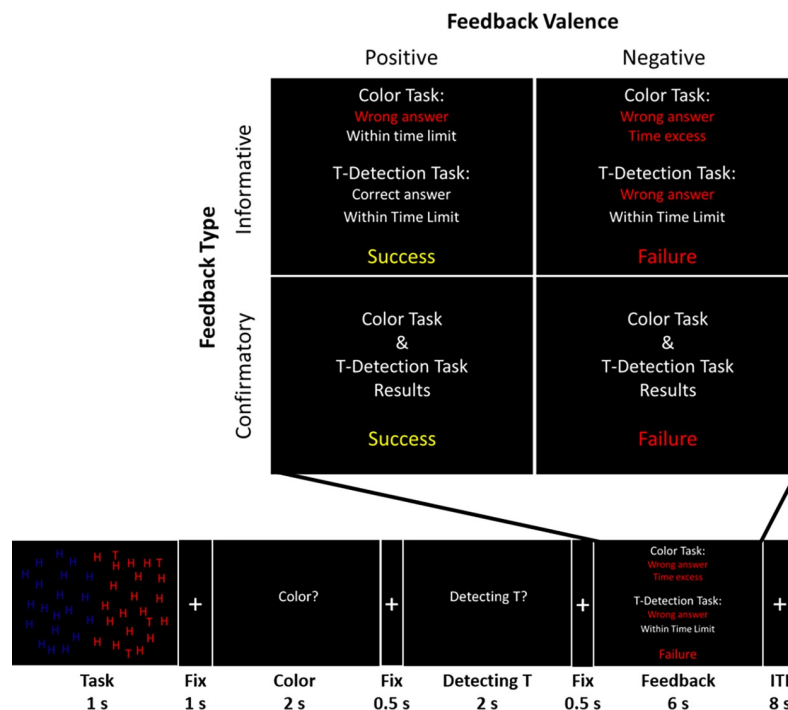 Feedback Valence
Positive
Negative
Feedback Type
Informative
Confirmatory
Color Task:
Wrong answer
Within time limit
T-Detection Task:
Correct answer
Within Time Limit
Success
Color Task:
Wrong answer
Time excess
T-Detection Task:
Wrong answer
Within Time Limit
Failure
Color Task
&
T-Detection Task
Results
Success
Color Task
&
T-Detection Task
Results
Failure
+
Color?
+
Detecting T?
+
Color Task:
Wrong answer
Time excess
T-Detection Task:
Wrong answer
Within Time Limit
Failure
+
Task Fix Color Fix Detecting T Fix Feedback ITI
1 s 1 s 2 s 0.5 s 2 s 0.5 s 6 s 8 s